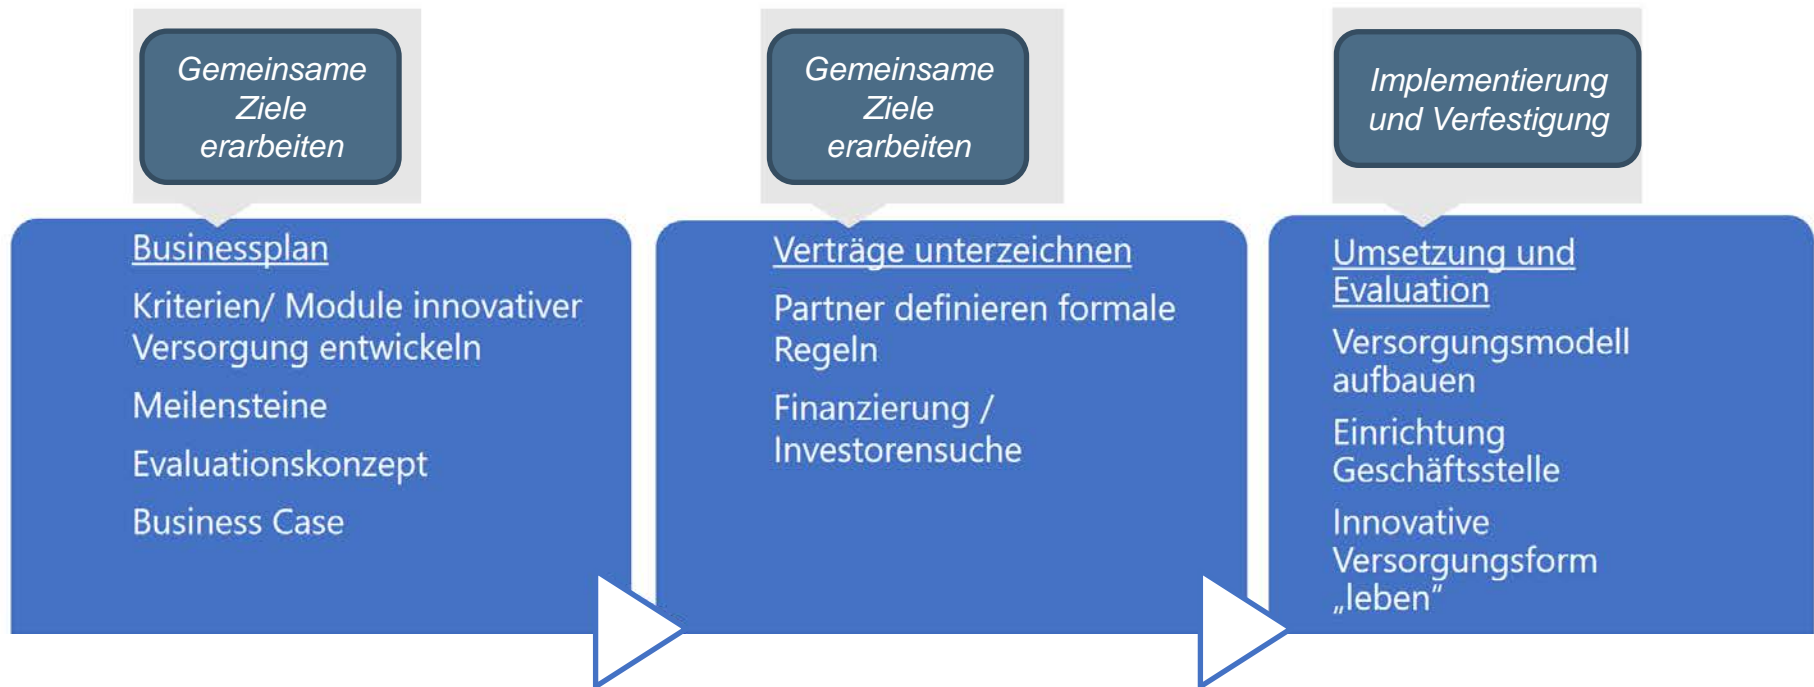 Gemeinsame
Ziele
erarbeiten
Businessplan
Kriterien/ Module innovativer
Versorgung entwickeln
Meilensteine
Evaluationskonzept
Business Case
Gemeinsame
Ziele
erarbeiten
Verträge unterzeichnen
Partner definieren formale
Regeln
Finanzierung /
Investorensuche
Implementierung
und Verfestigung
Umsetzung und
Evaluation
Versorgungsmodell
aufbauen
Einrichtung
Geschäftsstelle
Innovative
Versorgungsform
„leben“